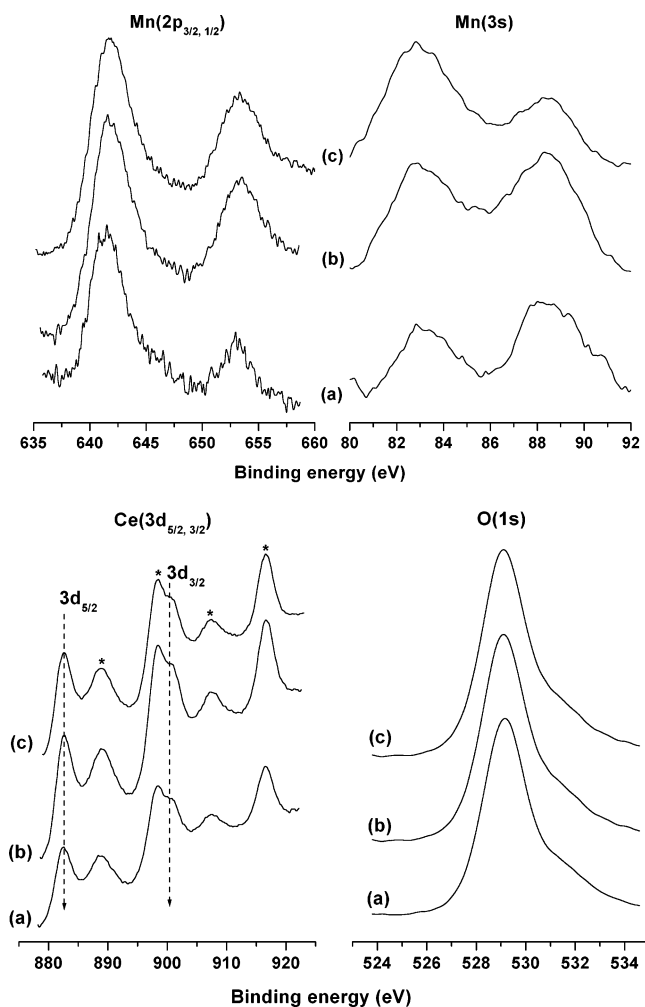 Mn(2p3/2, 1/2)
Mn(3s)
(c)
(b)
(a)
635 640 645 650 655 660
80 82 84 86 88 90 92
Binding energy (eV)
Ce(3d5/2, 3/2)
O(1s)
* 3d3/2 *
3d5/2
* *
(c) (c)
(b) (b)
(a) (a)
880 890 900 910 920
524 526 528 530 532 534
Binding energy (eV)